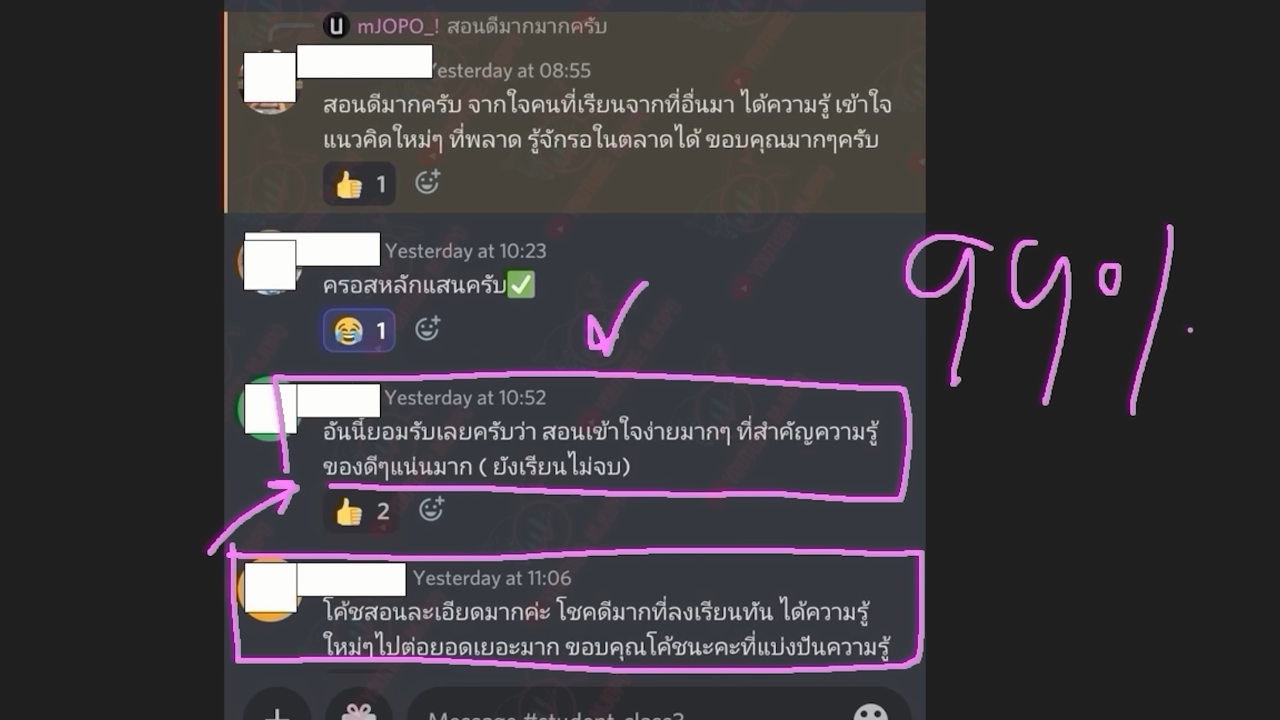 U mJOPO_! สอนดีมากมากครับ
Yesterday at 08:55
สอนดีมากครับ จากใจคนที่เรียนจากที่อื่นมา ได้ความรู้ เข้าใจ
แนวคิดใหม่ๆ ที่พลาด รู้จักรอในตลาดได้ ขอบคุณมากๆครับ
👍 1
Yesterday at 10:23
ครอสหลักแสนครับ✅
😂 1
99%
Yesterday at 10:52
อันนี้ยอมรับเลยครับว่า สอนเข้าใจง่ายมากๆ ที่สำคัญความรู้
ของดีๆแน่นมาก ( ยังเรียนไม่จบ)
👍 2
Yesterday at 11:06
โค้ชสอนละเอียดมากค่ะ โชคดีมากที่ลงเรียนทัน ได้ความรู้
ใหม่ๆไปต่อยอดเยอะมาก ขอบคุณโค้ชนะคะที่แบ่งปันความรู้
Message #student-class3